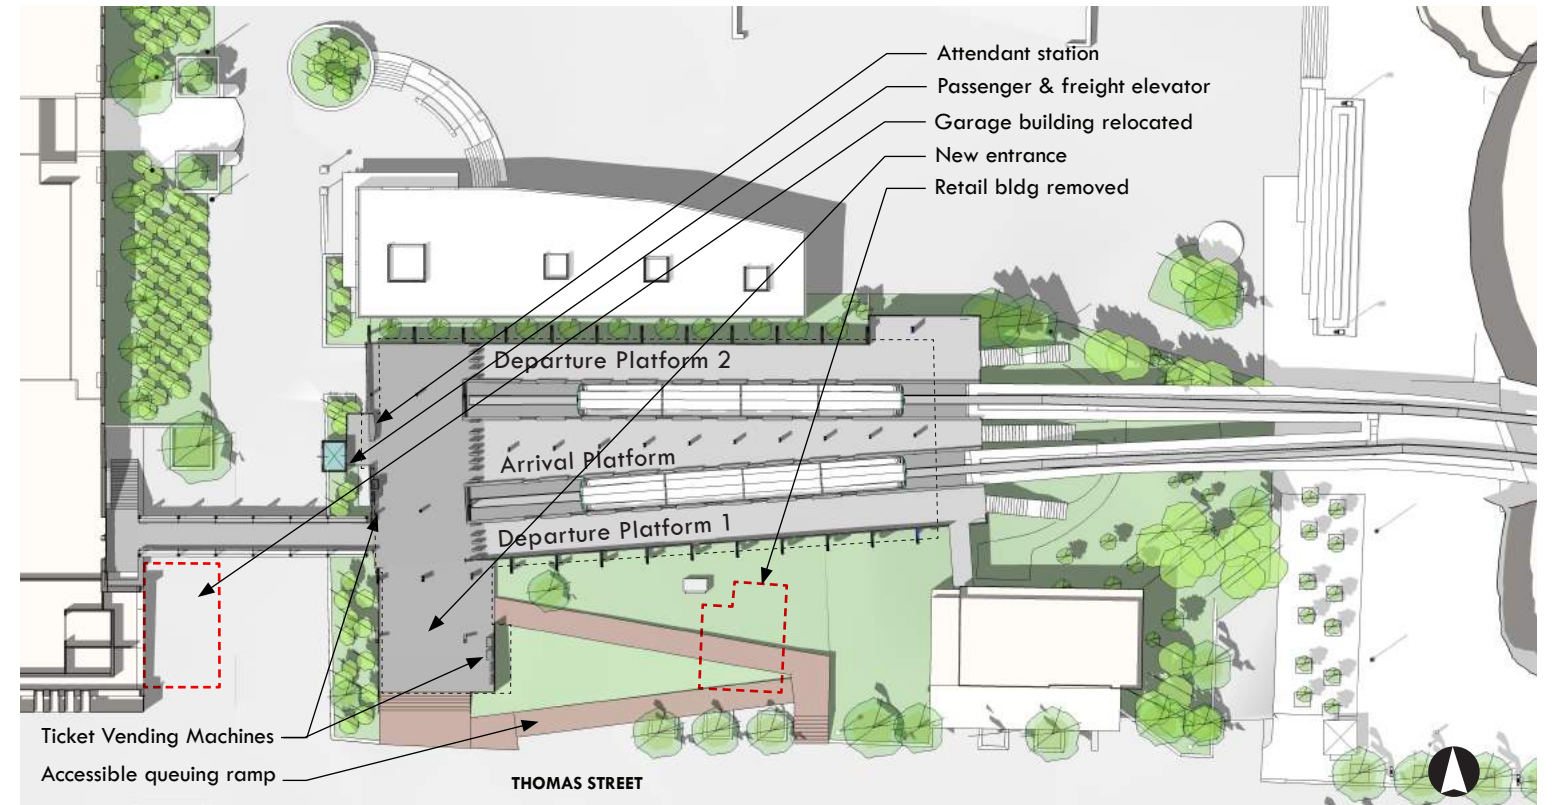 Attendant station
Passenger & freight elevator
Garage building relocated
New entrance
Retail bldg removed
Departure Platform 2
Arrival Platform
Departure Platform 1
Ticket Vending Machines
Accessible queuing ramp
THOMAS STREET